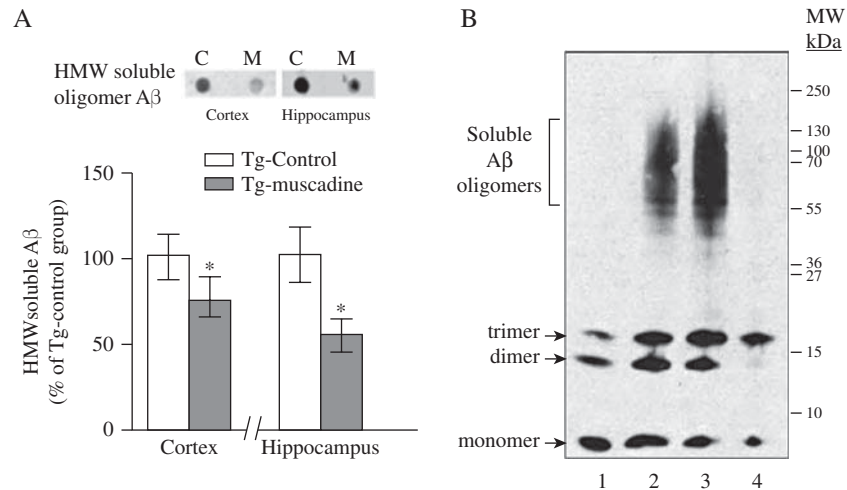 A
HMW soluble
oligomer Aβ
C M C M
Cortex Hippocampus
Tg-Control
Tg-muscadine
HMWsoluble Aβ
(% of Tg-control group)
150
100
50
0
*
*
Cortex Hippocampus
B
MW
kDa
Soluble
Aβ
oligomers
trimer
dimer
monomer
250
130
100
70
55
36
27
15
10
1 2 3 4